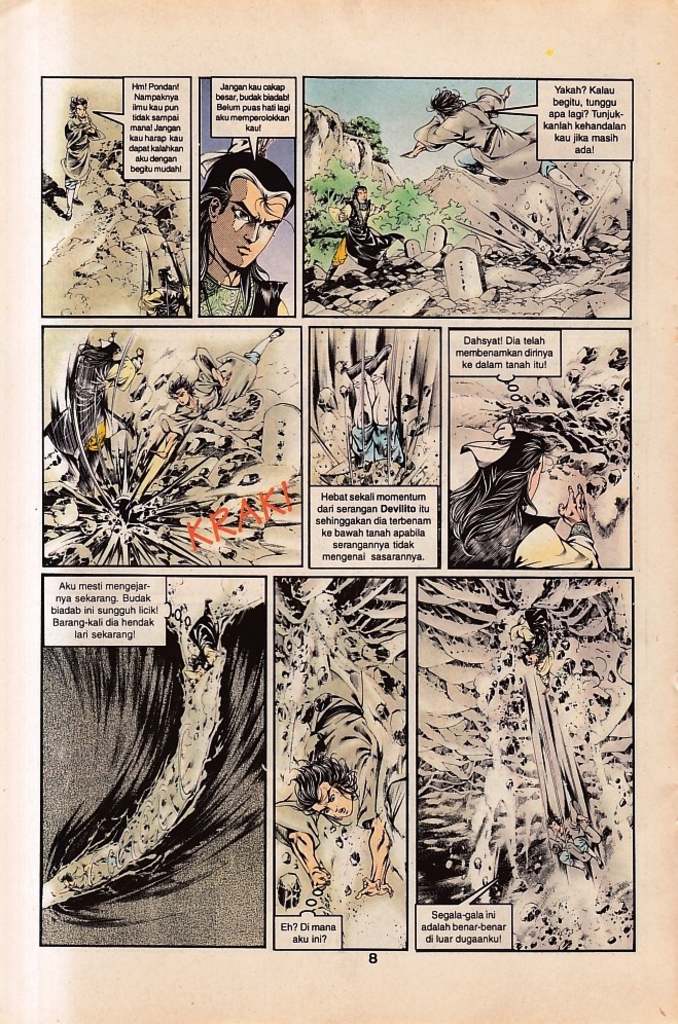 Hm! Pondan!
Nampaknya
ilmu kau pun
tidak sampai
mana! Jangan
kau harap kau
dapat kalahkan
aku dengan
begitu mudah!
Jangan kau cakap
besar, budak biadab!
Belum puas hati lagi
aku memperolokkan
kau!
Yakah? Kalau
begitu, tunggu
apa lagi? Tunjuk-
kanlah kehandalan
kau jika masih
ada!
KRAK!
Hebat sekali momentum
dari serangan Devilito itu
sehinggakan dia terbenam
ke bawah tanah apabila
serangannya tidak
mengenai sasarannya.
Dahsyat! Dia telah
membenamkan dirinya
ke dalam tanah itu!
Aku mesti mengejar-
nya sekarang. Budak
biadab ini sungguh licik!
Barang-kali dia hendak
lari sekarang!
Eh? Di mana
aku ini?
Segala-gala ini
adalah benar-benar
di luar dugaanku!
8